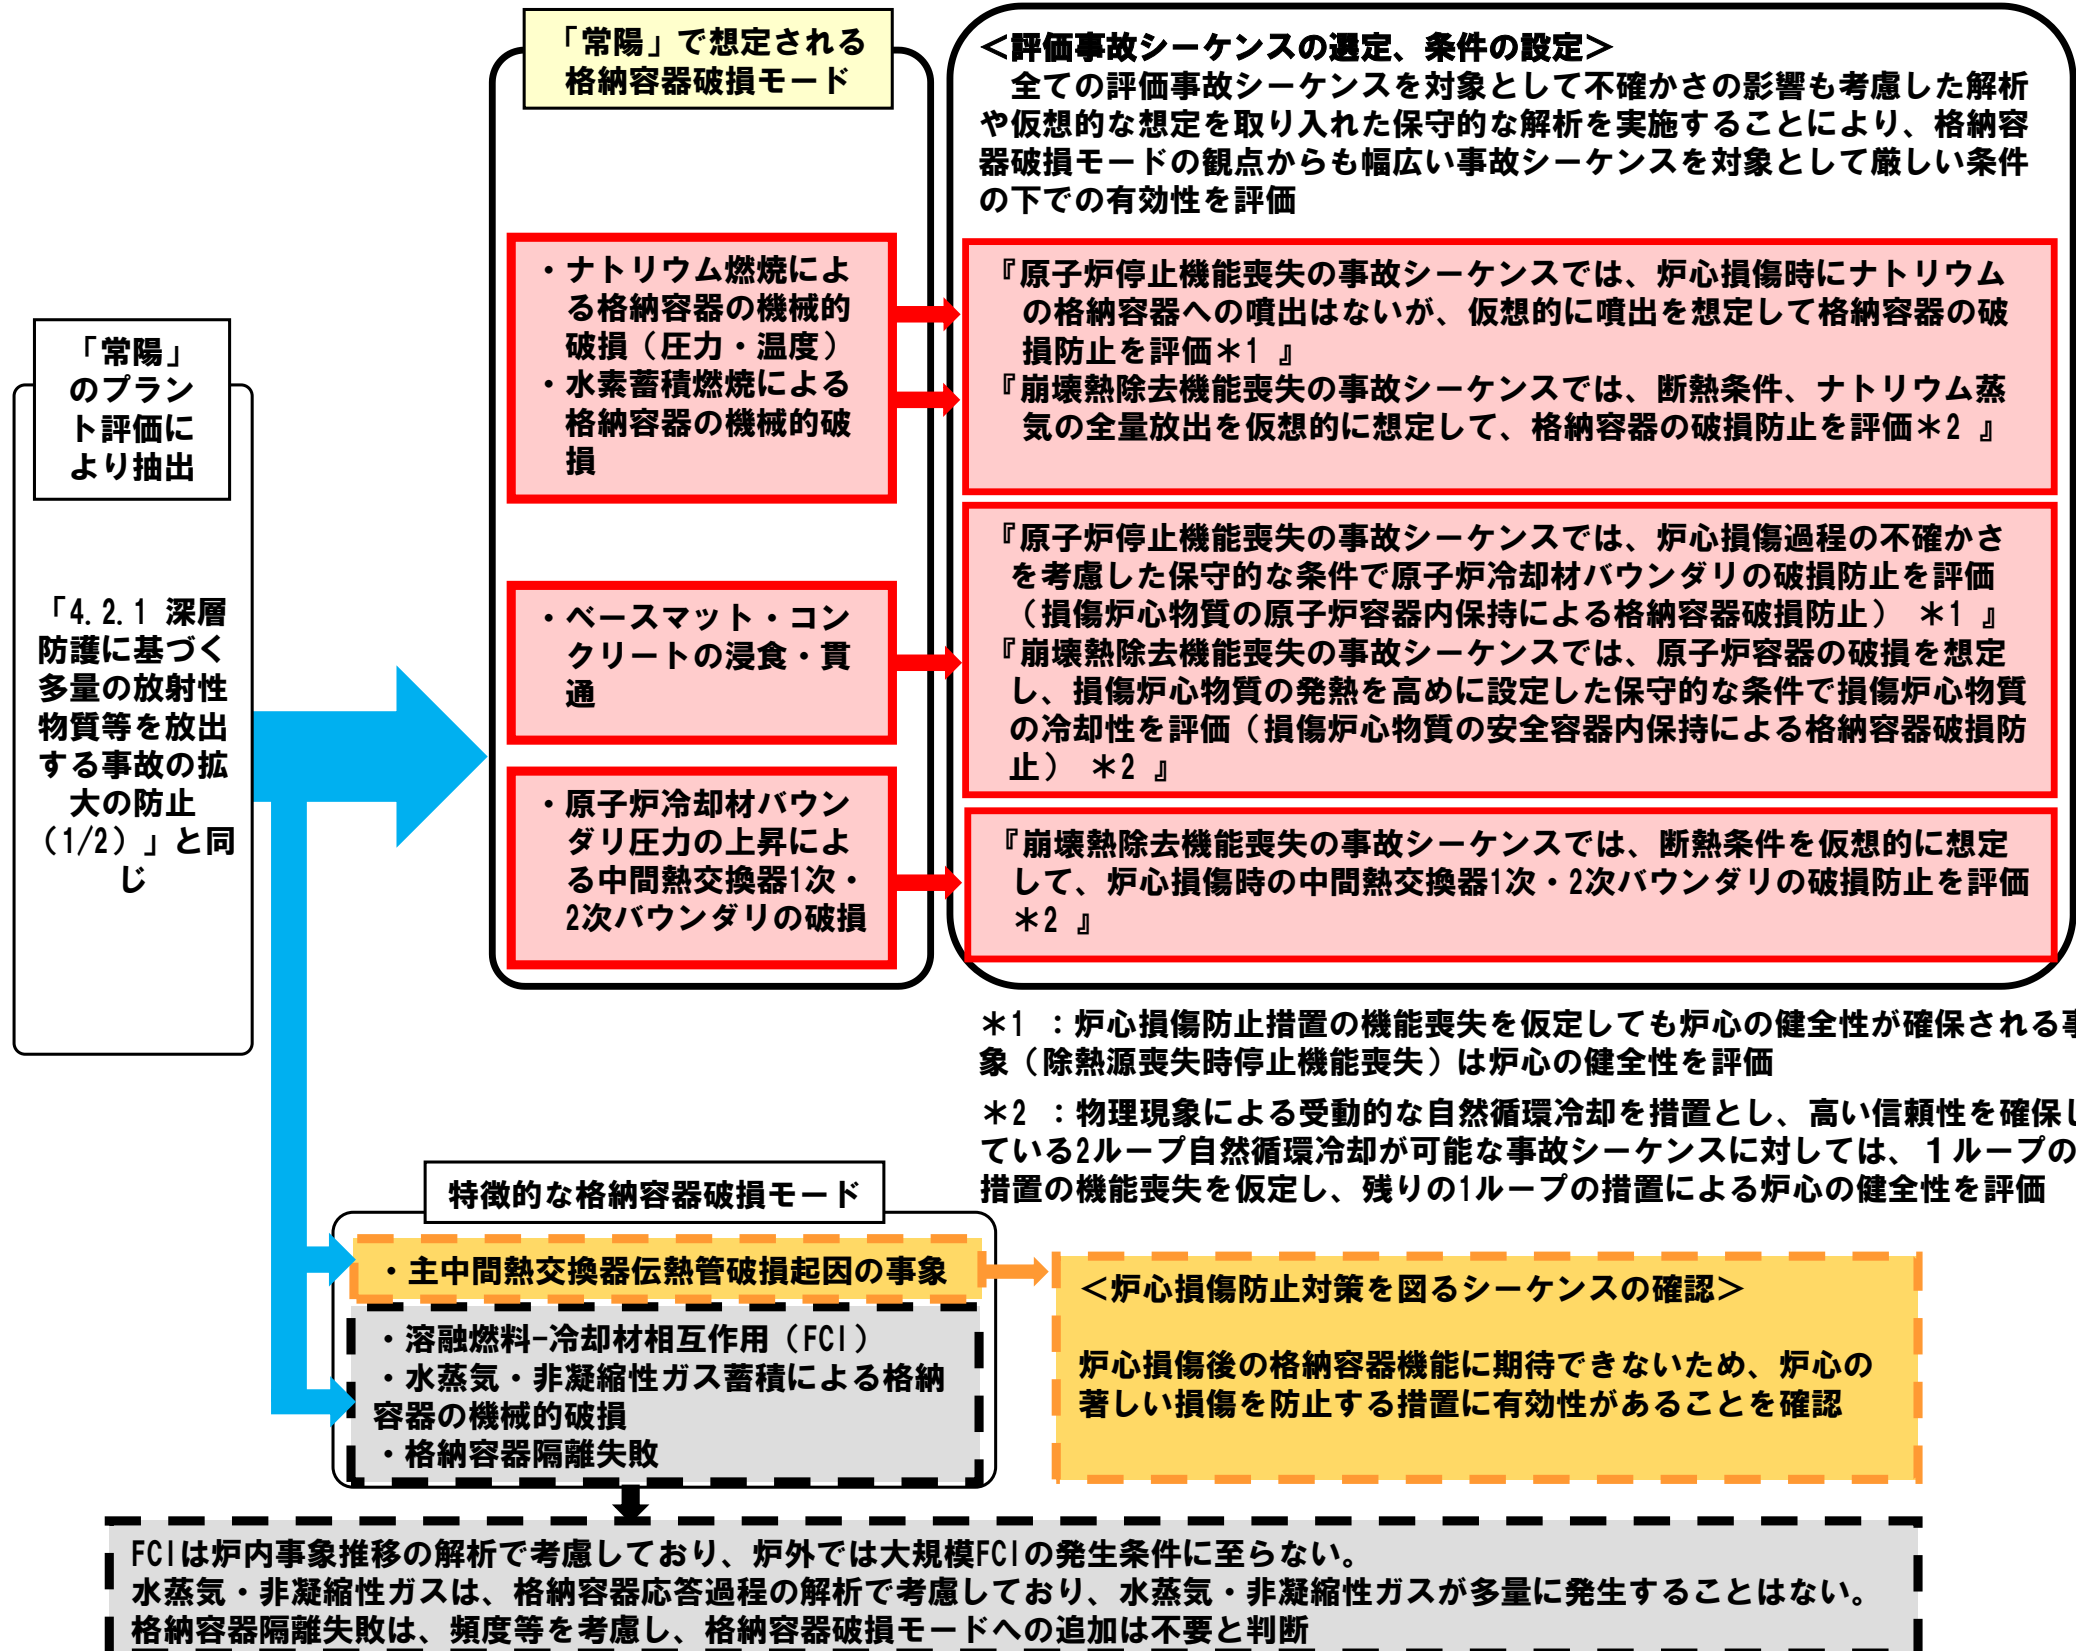 「常陽」で想定される
格納容器破損モード
<評価事故シーケンスの選定、条件の設定>
全ての評価事故シーケンスを対象として不確かさの影響も考慮した解析
や仮想的な想定を取り入れた保守的な解析を実施することにより、格納容
器破損モードの観点からも幅広い事故シーケンスを対象として厳しい条件
の下での有効性を評価
「常陽」
のプラン
ト評価に
より抽出
「4.2.1 深層
防護に基づく
多量の放射性
物質等を放出
する事故の拡
大の防止
（1/2）」と同
じ
・ナトリウム燃焼によ
る格納容器の機械的
破損（圧力・温度）
・水素蓄積燃焼による
格納容器の機械的破
損
『原子炉停止機能喪失の事故シーケンスでは、炉心損傷時にナトリウム
の格納容器への噴出はないが、仮想的に噴出を想定して格納容器の破
損防止を評価＊1 』
『崩壊熱除去機能喪失の事故シーケンスでは、断熱条件、ナトリウム蒸
気の全量放出を仮想的に想定して、格納容器の破損防止を評価＊2 』
・ベースマット・コン
クリートの浸食・貫
通
『原子炉停止機能喪失の事故シーケンスでは、炉心損傷過程の不確かさ
を考慮した保守的な条件で原子炉冷却材バウンダリの破損防止を評価
（損傷炉心物質の原子炉容器内保持による格納容器破損防止） ＊1 』
『崩壊熱除去機能喪失の事故シーケンスでは、原子炉容器の破損を想定
し、損傷炉心物質の発熱を高めに設定した保守的な条件で損傷炉心物質
の冷却性を評価（損傷炉心物質の安全容器内保持による格納容器破損防
止） ＊2 』
・原子炉冷却材バウン
ダリ圧力の上昇によ
る中間熱交換器1次・
2次バウンダリの破損
『崩壊熱除去機能喪失の事故シーケンスでは、断熱条件を仮想的に想定
して、炉心損傷時の中間熱交換器1次・2次バウンダリの破損防止を評価
＊2 』
＊1 ：炉心損傷防止措置の機能喪失を仮定しても炉心の健全性が確保される事
象（除熱源喪失時停止機能喪失）は炉心の健全性を評価
＊2 ：物理現象による受動的な自然循環冷却を措置とし、高い信頼性を確保し
ている2ループ自然循環冷却が可能な事故シーケンスに対しては、１ループの
措置の機能喪失を仮定し、残りの1ループの措置による炉心の健全性を評価
特徴的な格納容器破損モード
・主中間熱交換器伝熱管破損起因の事象
・溶融燃料-冷却材相互作用（FCI）
・水蒸気・非凝縮性ガス蓄積による格納
容器の機械的破損
・格納容器隔離失敗
<炉心損傷防止対策を図るシーケンスの確認>
炉心損傷後の格納容器機能に期待できないため、炉心の
著しい損傷を防止する措置に有効性があることを確認
FCIは炉内事象推移の解析で考慮しており、炉外では大規模FCIの発生条件に至らない。
水蒸気・非凝縮性ガスは、格納容器応答過程の解析で考慮しており、水蒸気・非凝縮性ガスが多量に発生することはない。
格納容器隔離失敗は、頻度等を考慮し、格納容器破損モードへの追加は不要と判断